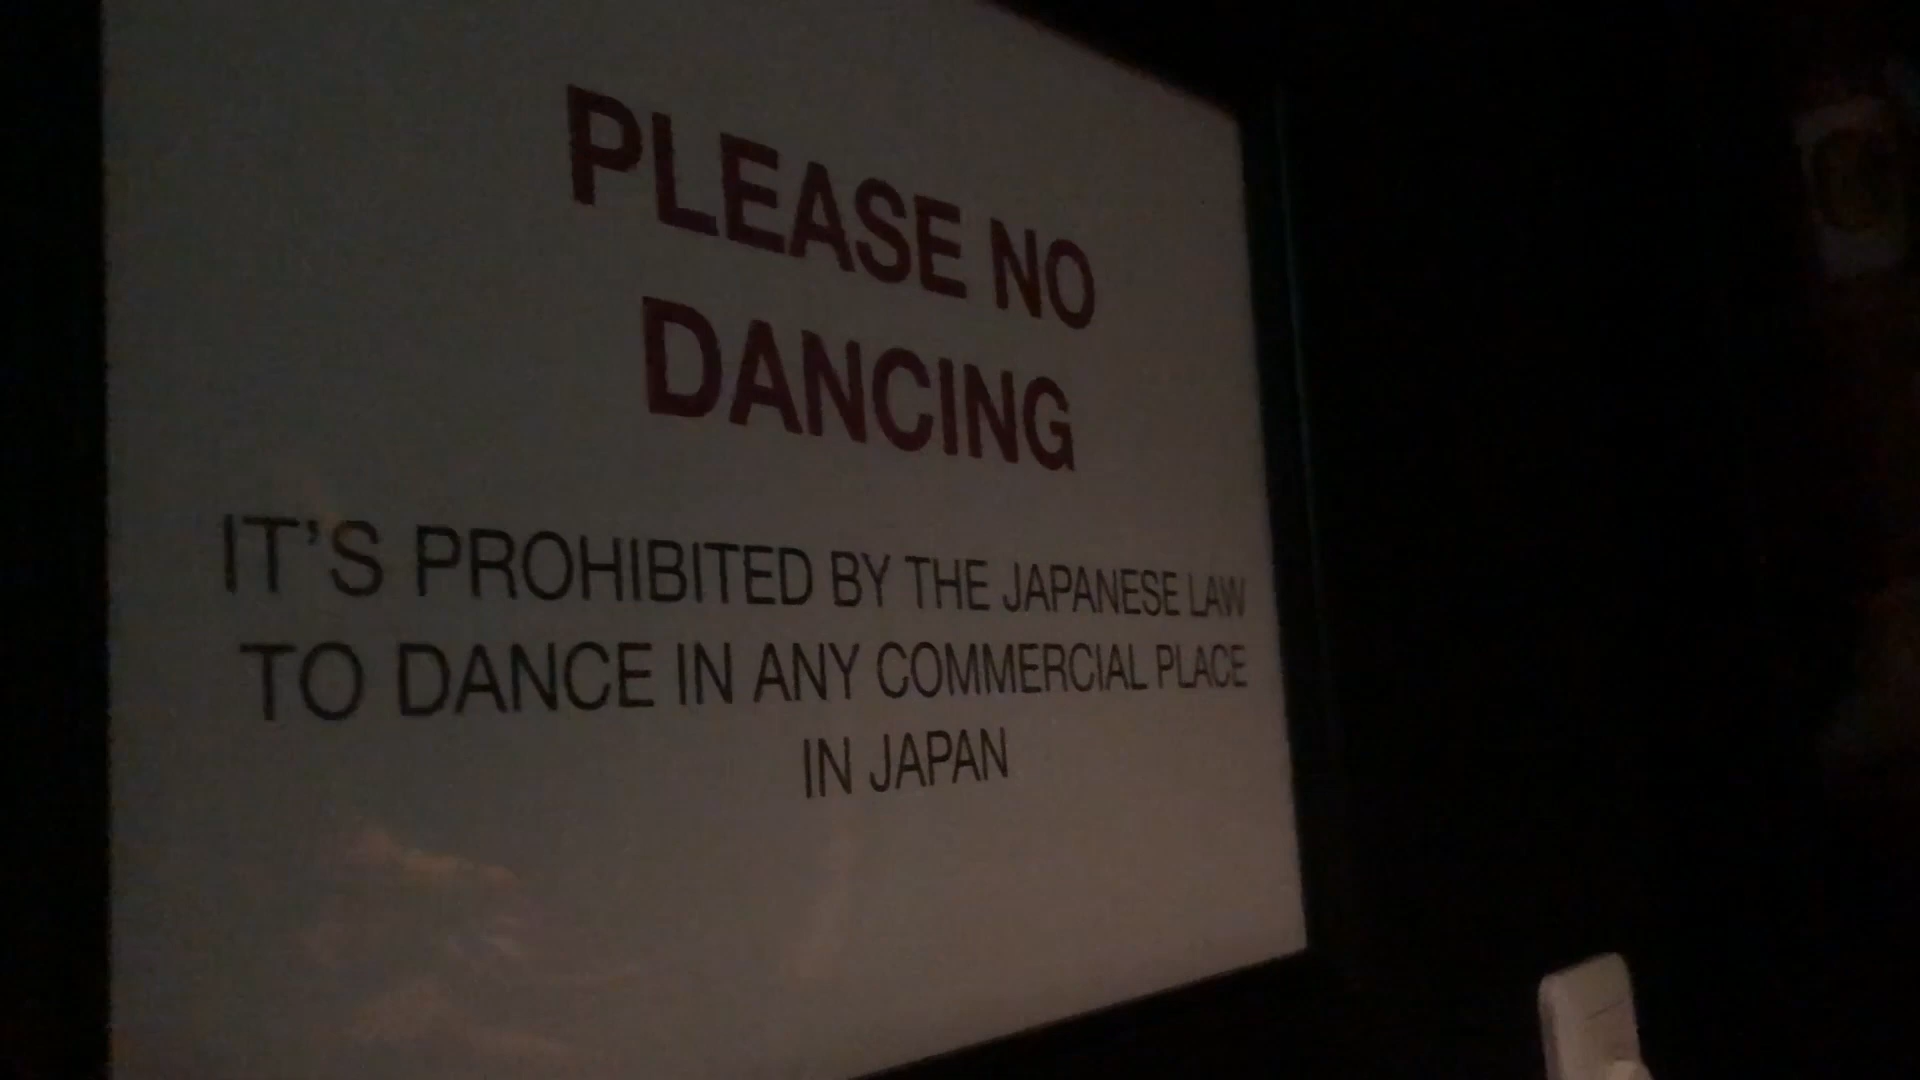 PLEASE NO
DANCING
IT'S PROHIBITED BY THE JAPANESE LAW
TO DANCE IN ANY COMMERCIAL PLACE
IN JAPAN